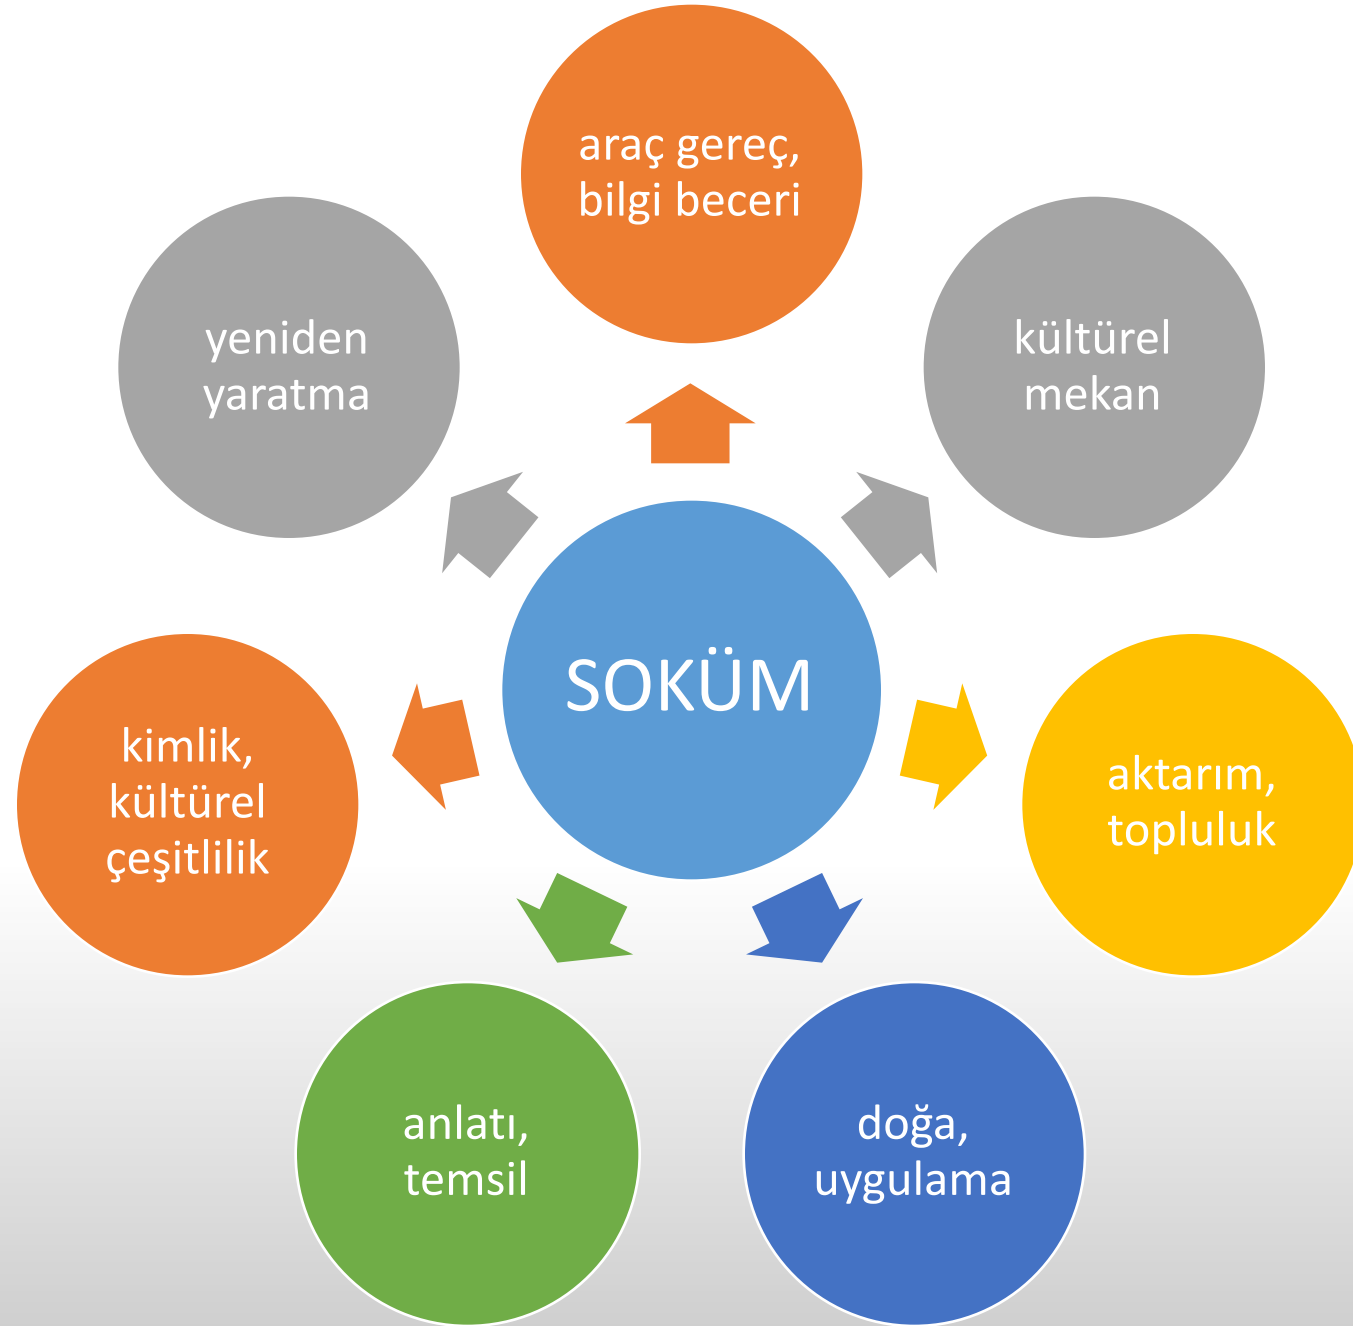 araç gereç,
bilgi beceri
kültürel
mekan
aktarım,
topluluk
doğa,
uygulama
anlatı,
temsil
kimlik,
kültürel
çeşitlilik
yeniden
yaratma
SOKÜM